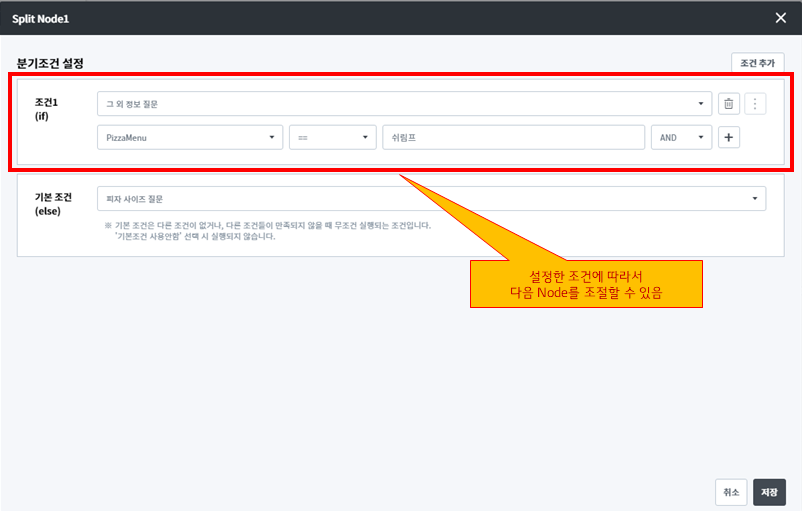 Split Node1
분기조건 설정
조건 추가
조건1
(if)
그 외 정보 질문
PizzaMenu
==
쉬림프
AND
기본 조건
(else)
피자 사이즈 질문
※ 기본 조건은 다른 조건이 없거나, 다른 조건들이 만족되지 않을 때 무조건 실행되는 조건입니다.
'기본조건 사용안함' 선택 시 실행되지 않습니다.
설정한 조건에 따라서
다음 Node를 조절할 수 있음
취소
저장